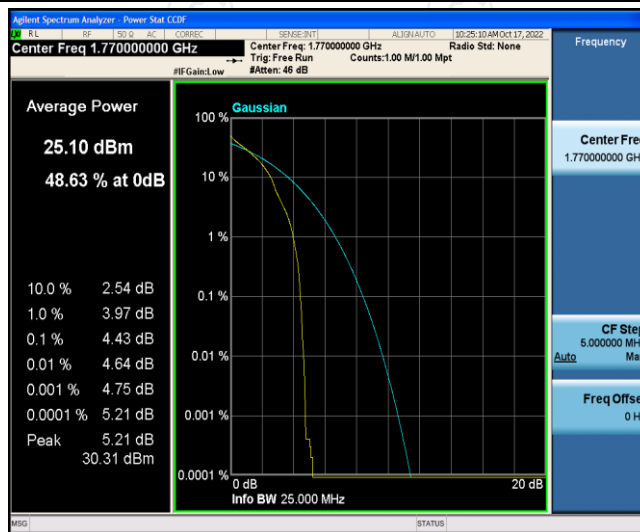 Agilent Spectrum Analyzer - Power Stat CCDF
RL RF 50 Ω AC CORREC SENSE:INT ALIGNAUTO 10:25:10 AM Oct 17, 2022
Center Freq 1.770000000 GHz
Center Freq: 1.770000000 GHz Radio Std: None
Trig: Free Run Counts:1.00 M/1.00 Mpt
#IFGain:Low #Atten: 46 dB
Frequency
Average Power
25.10 dBm
48.63 % at 0dB
10.0 % 2.54 dB
1.0 % 3.97 dB
0.1 % 4.43 dB
0.01 % 4.64 dB
0.001 % 4.75 dB
0.0001 % 5.21 dB
Peak 5.21 dB
30.31 dBm
Gaussian
100 %
10 %
1 %
0.1 %
0.01 %
0.001 %
0.0001 %
0 dB 20 dB
Info BW 25.000 MHz
Center Fre
1.770000000 GH
CF Step
5.000000 MH
Auto Ma
Freq Offse
0 H
MSG STATUS